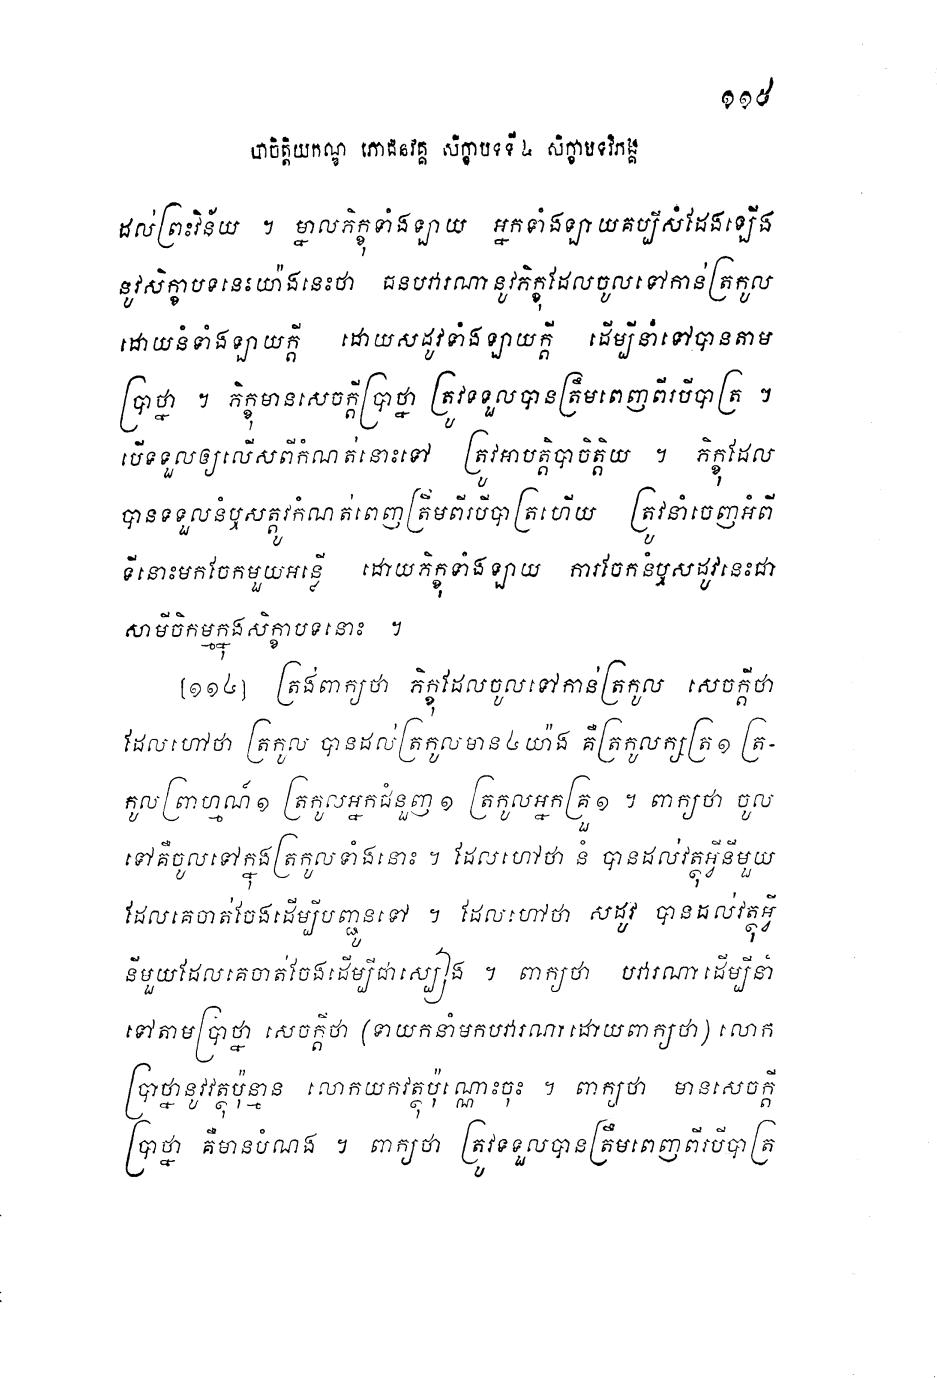 ១១៩
បាចិត្តិយកណ្ឌ ភោជនវគ្គ សិក្ខាបទទី៤ សិក្ខាបទវិភង្គ
ដល់ព្រះវិន័យ ។ ម្នាលភិក្ខុទាំងឡាយ អ្នកទាំងឡាយគប្បីសំដែងឡើង
នូវសិក្ខាបទនេះយ៉ាងនេះថា ជនបវារណានូវភិក្ខុដែលចូលទៅកាន់ត្រកូល
ដោយនំទាំងឡាយក្តី ដោយសដូវទាំងឡាយក្តី ដើម្បីនាំទៅបានតាម
ប្រាថ្នា ។ ភិក្ខុមានសេចក្តីប្រាថ្នា ត្រូវទទួលបានត្រឹមពេញពីរបីបាត្រ ។
បើទទួលឲ្យលើសពីកំណត់នោះទៅ ត្រូវអាបត្តិបាចិត្តិយ ។ ភិក្ខុដែល
បានទទួលនំឬសត្តូវកំណត់ពេញត្រឹមពីរបីបាត្រហើយ ត្រូវនាំចេញអំពី
ទីនោះមកចែកមួយអន្លើ ដោយភិក្ខុទាំងឡាយ ការចែកនំឬសដូវនេះជា
សាមីចិកម្មក្នុងសិក្ខាបទនោះ ។
[១១៤] ត្រង់ពាក្យថា ភិក្ខុដែលចូលទៅកាន់ត្រកូល សេចក្តីថា
ដែលហៅថា ត្រកូល បានដល់ត្រកូលមាន៤យ៉ាង គឺត្រកូលក្សត្រ១ ត្រ-
កូលព្រាហ្មណ៍១ ត្រកូលអ្នកជំនួញ១ ត្រកូលអ្នកគ្រួ១ ។ ពាក្យថា ចូល
ទៅគឺចូលទៅក្នុងត្រកូលទាំងនោះ ។ ដែលហៅថា នំ បានដល់វត្ថុអ្វីនីមួយ
ដែលគេចាត់ចែងដើម្បីបញ្ជូនទៅ ។ ដែលហៅថា សដូវ បានដល់វត្ថុអ្វី
នីមួយដែលគេចាត់ចែងដើម្បីជាស្បៀង ។ ពាក្យថា បវារណាដើម្បីនាំ
ទៅតាមប្រាថ្នា សេចក្តីថា (ទាយកនាំមកបវារណាដោយពាក្យថា) លោក
ប្រាថ្នានូវវត្ថុប៉ុន្មាន លោកយកវត្ថុប៉ុណ្ណោះចុះ ។ ពាក្យថា មានសេចក្តី
ប្រាថ្នា គឺមានបំណង ។ ពាក្យថា ត្រូវទទួលបានត្រឹមពេញពីរបីបាត្រ